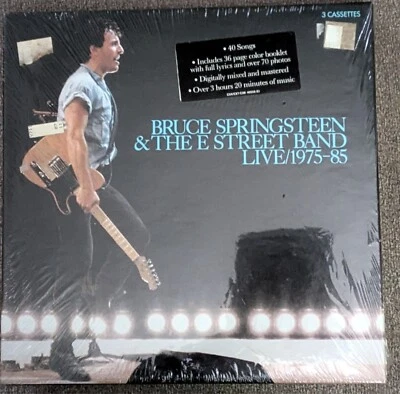 3 CASSETTES
• 40 Songs
• Includes 36 page color booklet
with full lyrics and over 70 photos
• Digitally mixed and mastered
• Over 3 hours 20 minutes of music
BRUCE SPRINGSTEEN
& THE E STREET BAND
LIVE/1975–85